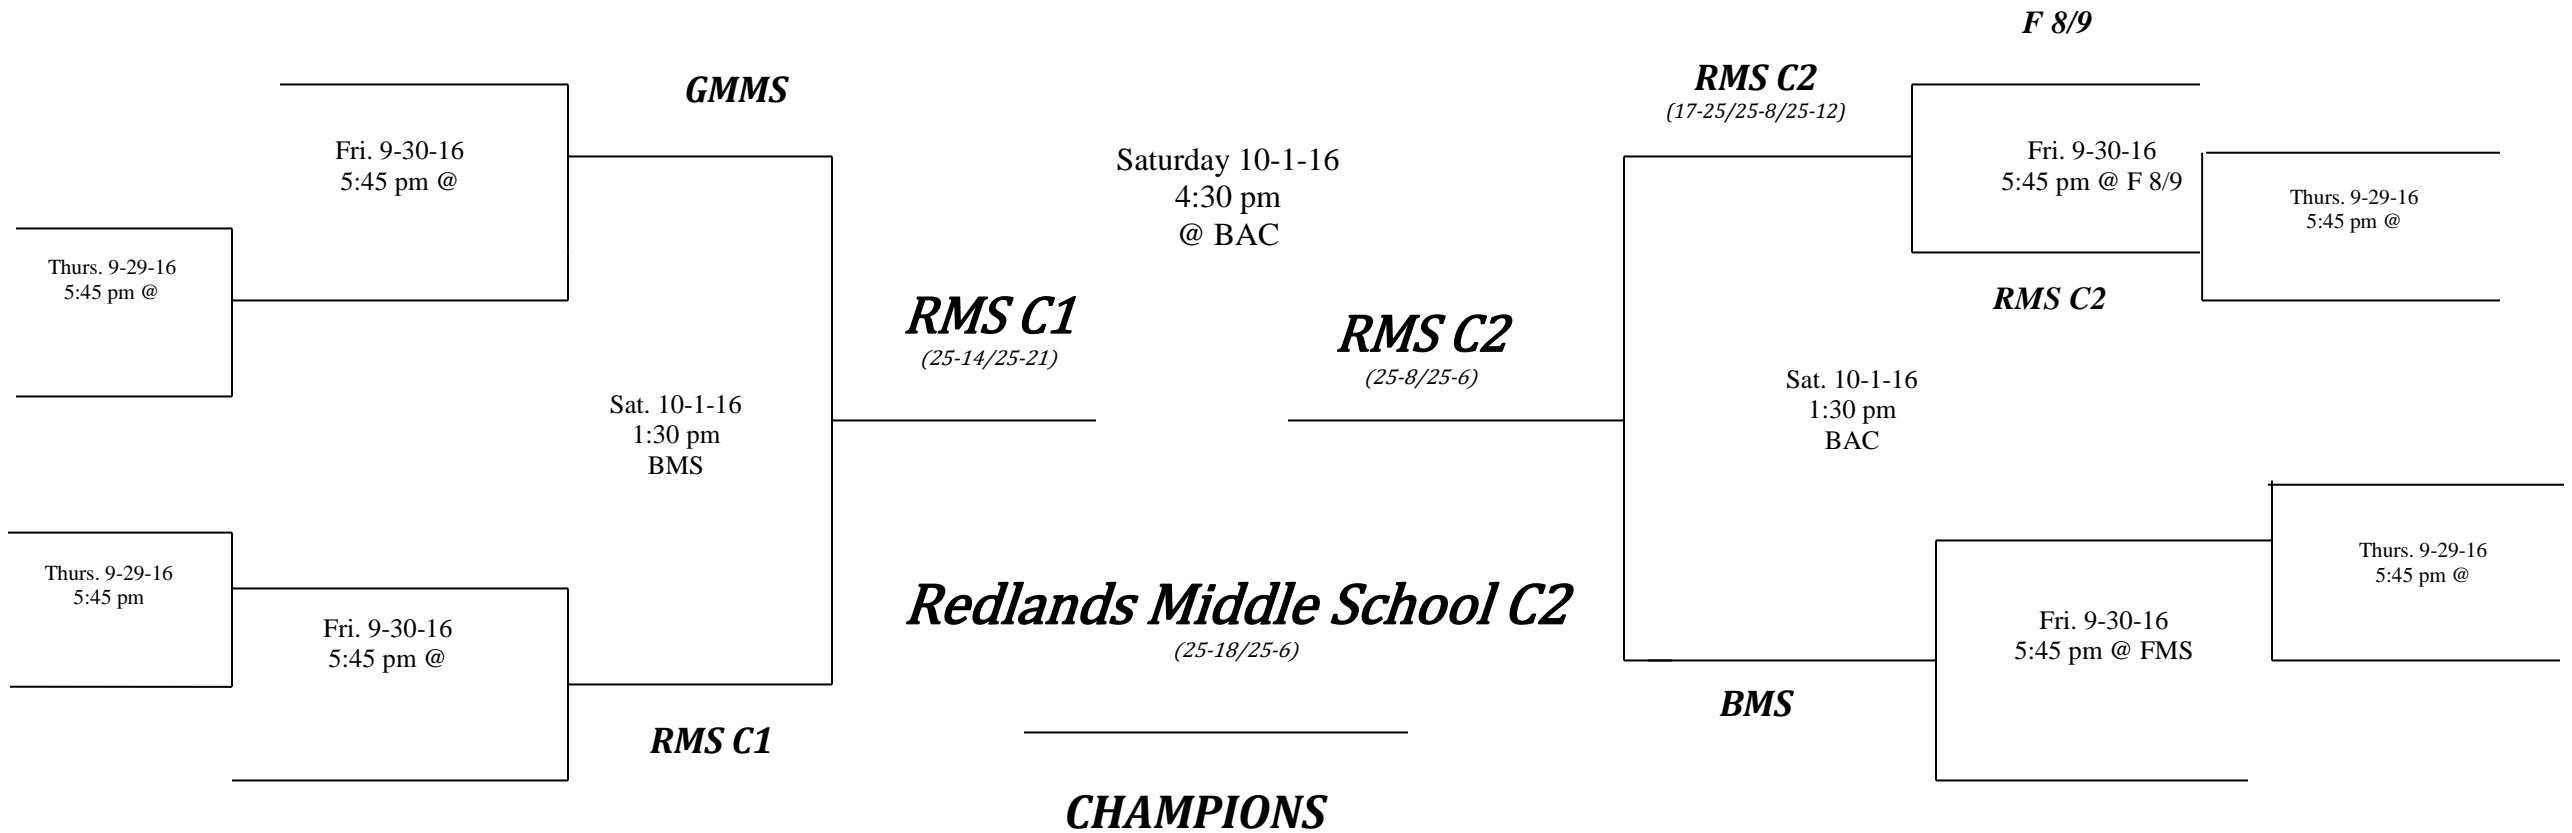 F 8/9
GMMS
RMS C2
(17-25/25-8/25-12)
Fri. 9-30-16
5:45 pm @
Saturday 10-1-16
4:30 pm
@ BAC
Fri. 9-30-16
5:45 pm @ F 8/9
Thurs. 9-29-16
5:45 pm @
Thurs. 9-29-16
5:45 pm @
RMS C1
(25-14/25-21)
RMS C2
(25-8/25-6)
RMS C2
Sat. 10-1-16
1:30 pm
BMS
Sat. 10-1-16
1:30 pm
BAC
Thurs. 9-29-16
5:45 pm
Fri. 9-30-16
5:45 pm @
Redlands Middle School C2
(25-18/25-6)
Fri. 9-30-16
5:45 pm @ FMS
Thurs. 9-29-16
5:45 pm @
RMS C1
BMS
CHAMPIONS